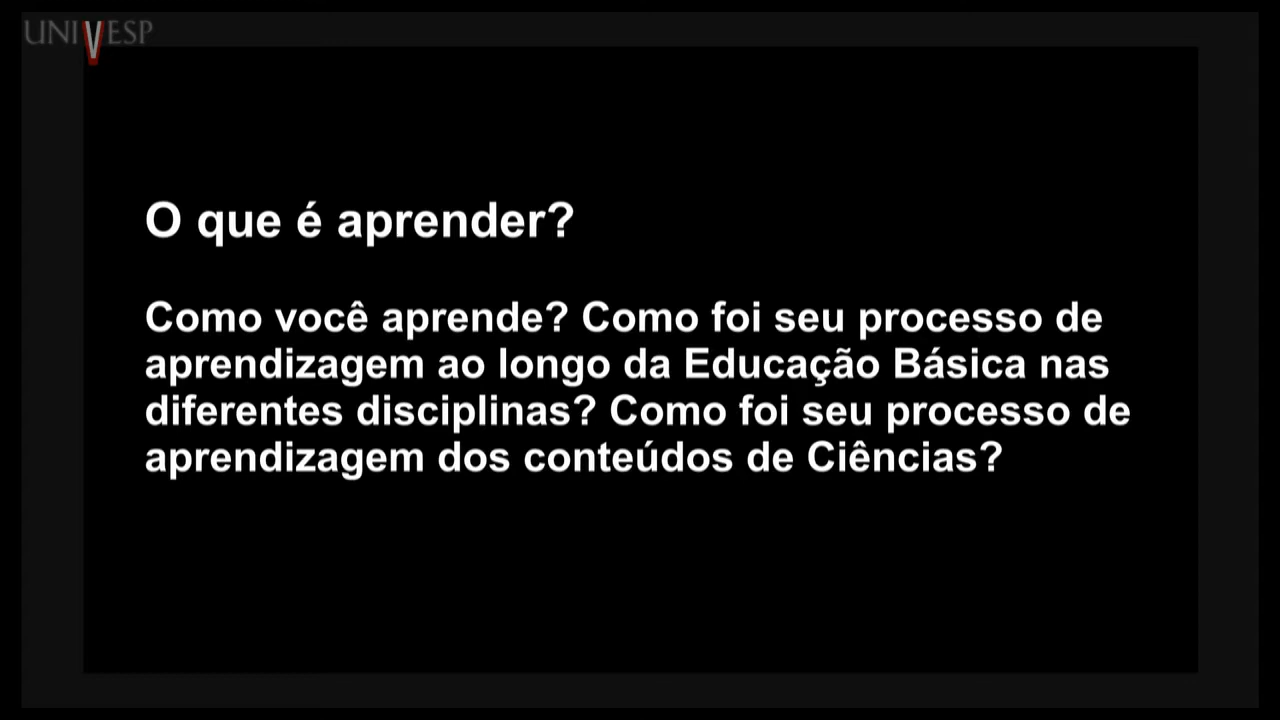 UNIVESP
O que é aprender?
Como você aprende? Como foi seu processo de
aprendizagem ao longo da Educação Básica nas
diferentes disciplinas? Como foi seu processo de
aprendizagem dos conteúdos de Ciências?